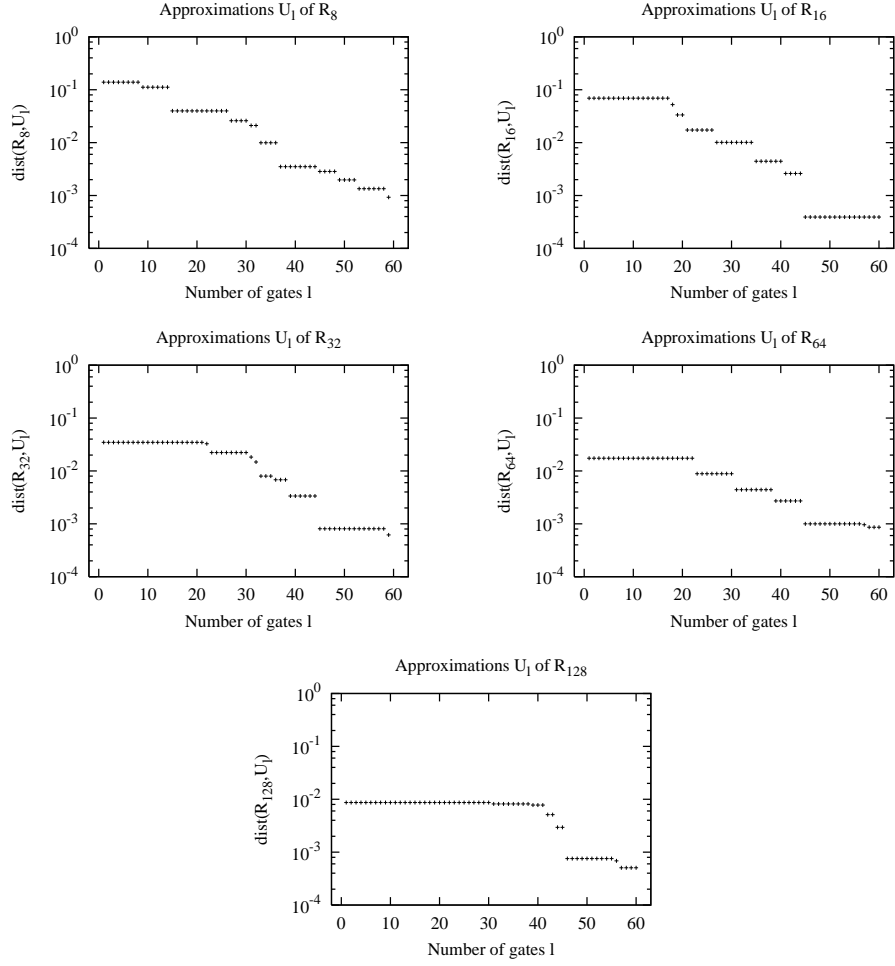 Approximations U_l of R_8
10^0
10^-1
10^-2
10^-3
10^-4
dist(R_8,U_l)
0 10 20 30 40 50 60
Number of gates l
Approximations U_l of R_16
10^0
10^-1
10^-2
10^-3
10^-4
dist(R_16,U_l)
0 10 20 30 40 50 60
Number of gates l
Approximations U_l of R_32
10^0
10^-1
10^-2
10^-3
10^-4
dist(R_32,U_l)
0 10 20 30 40 50 60
Number of gates l
Approximations U_l of R_64
10^0
10^-1
10^-2
10^-3
10^-4
dist(R_64,U_l)
0 10 20 30 40 50 60
Number of gates l
Approximations U_l of R_128
10^0
10^-1
10^-2
10^-3
10^-4
dist(R_128,U_l)
0 10 20 30 40 50 60
Number of gates l